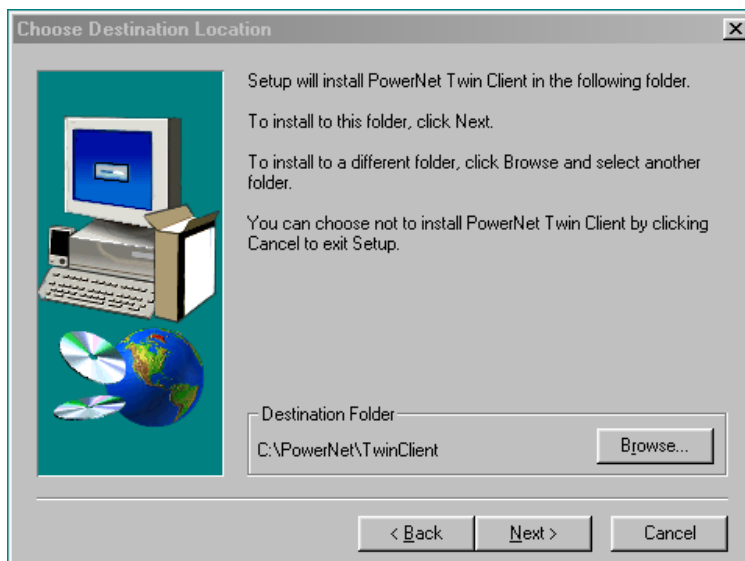 Choose Destination Location
Setup will install PowerNet Twin Client in the following folder.
To install to this folder, click Next.
To install to a different folder, click Browse and select another
folder.
You can choose not to install PowerNet Twin Client by clicking
Cancel to exit Setup.
Destination Folder
C:\PowerNet\TwinClient
Browse...
< Back
Next >
Cancel